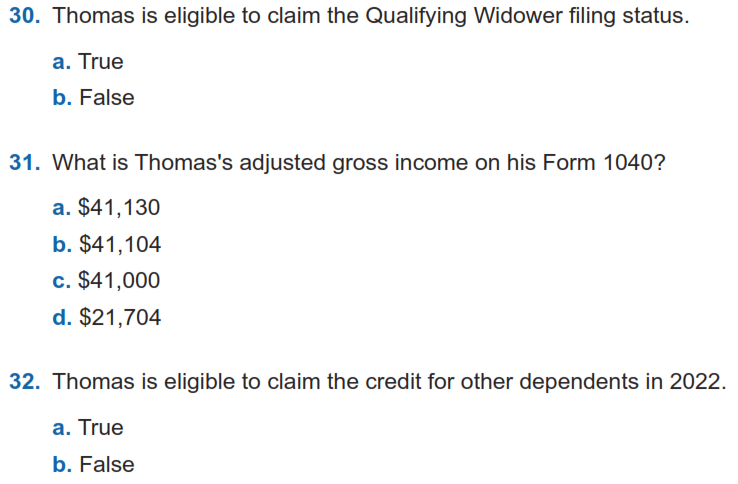 30. Thomas is eligible to claim the Qualifying Widower filing status.
a. True
b. False
31. What is Thomas's adjusted gross income on his Form 1040?
a. $41,130
b. $41,104
c. $41,000
d. $21,704
32. Thomas is eligible to claim the credit for other dependents in 2022.
a. True
b. False